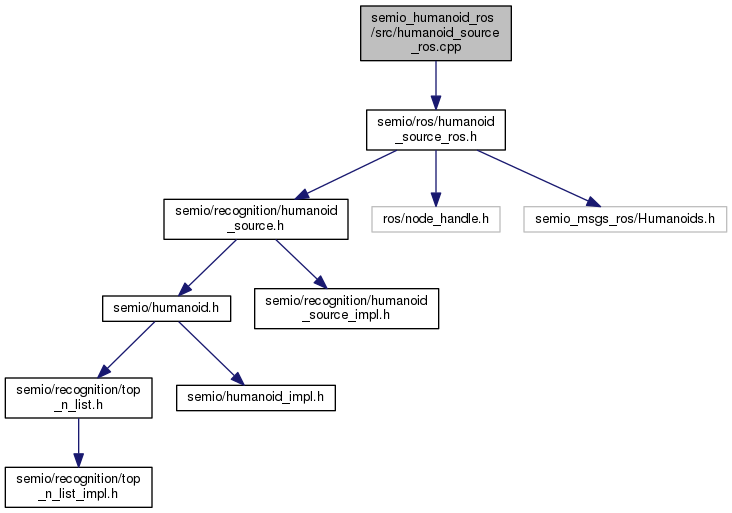 semio_humanoid_ros
/src/humanoid_source
_ros.cpp
semio/ros/humanoid
_source_ros.h
semio/recognition/humanoid
_source.h
ros/node_handle.h
semio_msgs_ros/Humanoids.h
semio/humanoid.h
semio/recognition/humanoid
_source_impl.h
semio/recognition/top
_n_list.h
semio/humanoid_impl.h
semio/recognition/top
_n_list_impl.h